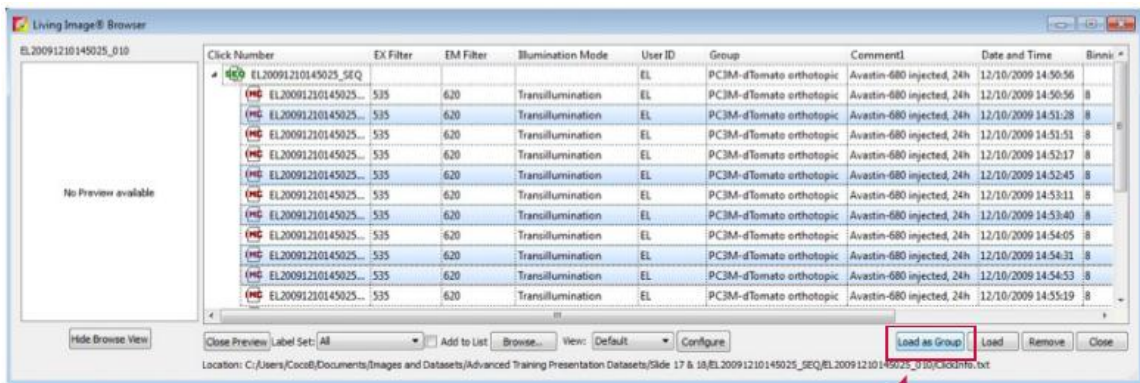 Living Image® Browser
EL20091210145025_010
Click Number EX Filter EM Filter Illumination Mode User ID Group Comment1 Date and Time Binni
SEQ EL20091210145025_SEQ EL PC3M-dTomato orthotopic Avastin-680 injected, 24h 12/10/2009 14:50:56
EL20091210145025... 535 620 Transillumination EL PC3M-dTomato orthotopic Avastin-680 injected, 24h 12/10/2009 14:50:56 8
EL20091210145025... 535 620 Transillumination EL PC3M-dTomato orthotopic Avastin-680 injected, 24h 12/10/2009 14:51:28 8
EL20091210145025... 535 620 Transillumination EL PC3M-dTomato orthotopic Avastin-680 injected, 24h 12/10/2009 14:51:51 8
EL20091210145025... 535 620 Transillumination EL PC3M-dTomato orthotopic Avastin-680 injected, 24h 12/10/2009 14:52:17 8
EL20091210145025... 535 620 Transillumination EL PC3M-dTomato orthotopic Avastin-680 injected, 24h 12/10/2009 14:52:45 8
No Preview available
EL20091210145025... 535 620 Transillumination EL PC3M-dTomato orthotopic Avastin-680 injected, 24h 12/10/2009 14:53:11 8
EL20091210145025... 535 620 Transillumination EL PC3M-dTomato orthotopic Avastin-680 injected, 24h 12/10/2009 14:53:40 8
EL20091210145025... 535 620 Transillumination EL PC3M-dTomato orthotopic Avastin-680 injected, 24h 12/10/2009 14:54:05 8
EL20091210145025... 535 620 Transillumination EL PC3M-dTomato orthotopic Avastin-680 injected, 24h 12/10/2009 14:54:31 8
EL20091210145025... 535 620 Transillumination EL PC3M-dTomato orthotopic Avastin-680 injected, 24h 12/10/2009 14:54:53 8
EL20091210145025... 535 620 Transillumination EL PC3M-dTomato orthotopic Avastin-680 injected, 24h 12/10/2009 14:55:19 8
Hide Browse View Close Preview Label Set: All Add to List Browse... View: Default Configure Load as Group Load Remove Close
Location: C:/Users/CocoB/Documents/Images and Datasets/Advanced Training Presentation Datasets/Slide 17 & 18/EL20091210145025_SEQ/EL20091210145025_010/ClickInfo.txt